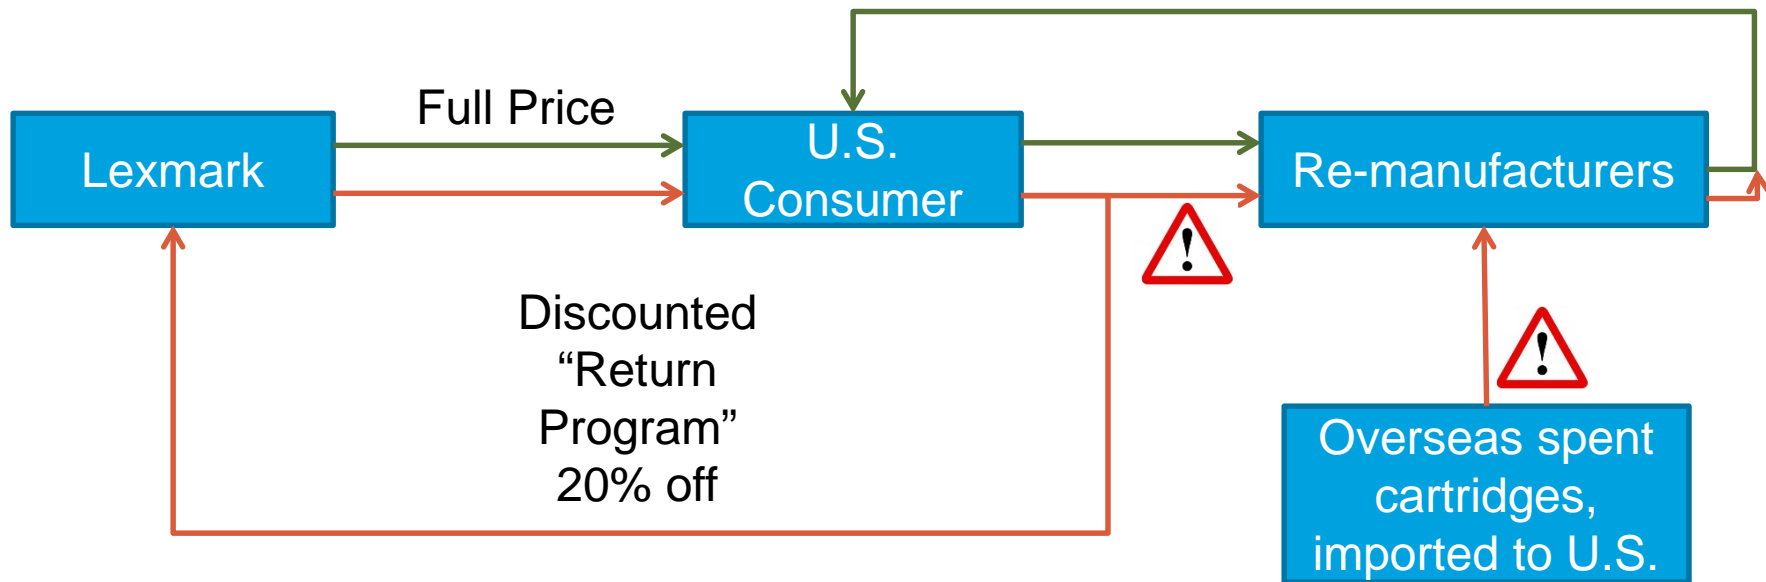 Full Price
Lexmark
U.S.
Consumer
Re-manufacturers
Discounted
“Return
Program”
20% off
Overseas spent
cartridges,
imported to U.S.